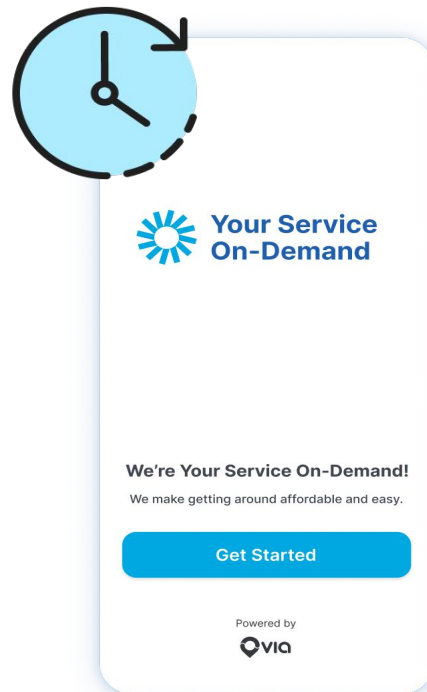 Your Service
On-Demand
We're Your Service On-Demand!
We make getting around affordable and easy.
Get Started
Powered by
via